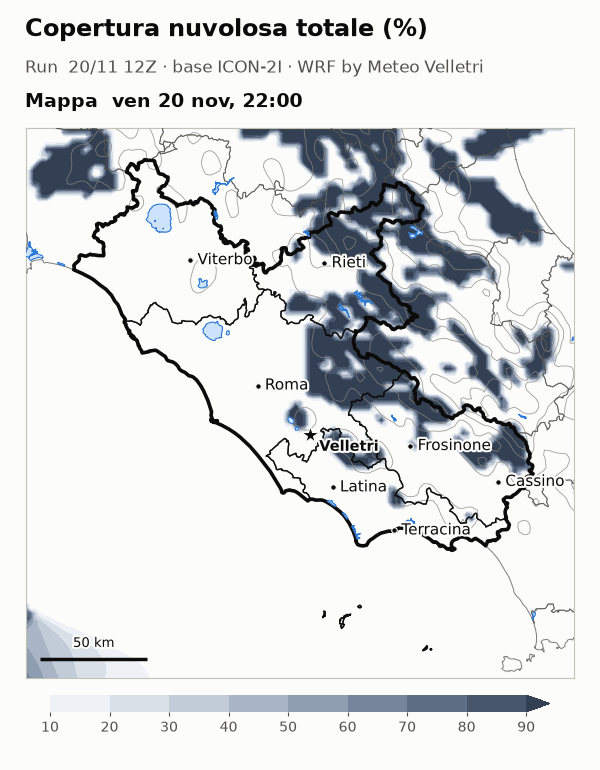 Copertura nuvolosa totale (%)
Run  20/11 12Z · base ICON-2I · WRF by Meteo Velletri
Mappa  ven 20 nov, 22:00
Viterbo
Rieti
Roma
Velletri
Frosinone
Latina
Cassino
Terracina
50 km
10 20 30 40 50 60 70 80 90